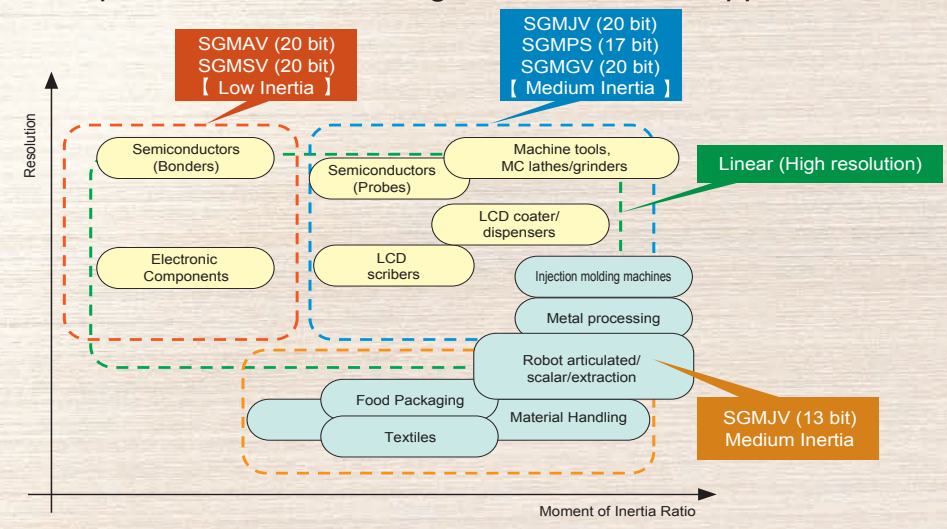 SGMAV (20 bit)
SGMSV (20 bit)
【 Low Inertia 】
SGMJV (20 bit)
SGMPS (17 bit)
SGMGV (20 bit)
【 Medium Inertia 】
Resolution
Semiconductors
(Bonders)
Semiconductors
(Probes)
Machine tools,
MC lathes/grinders
Linear (High resolution)
LCD coater/
dispensers
Electronic
Components
LCD
scribers
Injection molding machines
Metal processing
Robot articulated/
scalar/extraction
Food Packaging
Material Handling
Textiles
SGMJV (13 bit)
Medium Inertia
Moment of Inertia Ratio